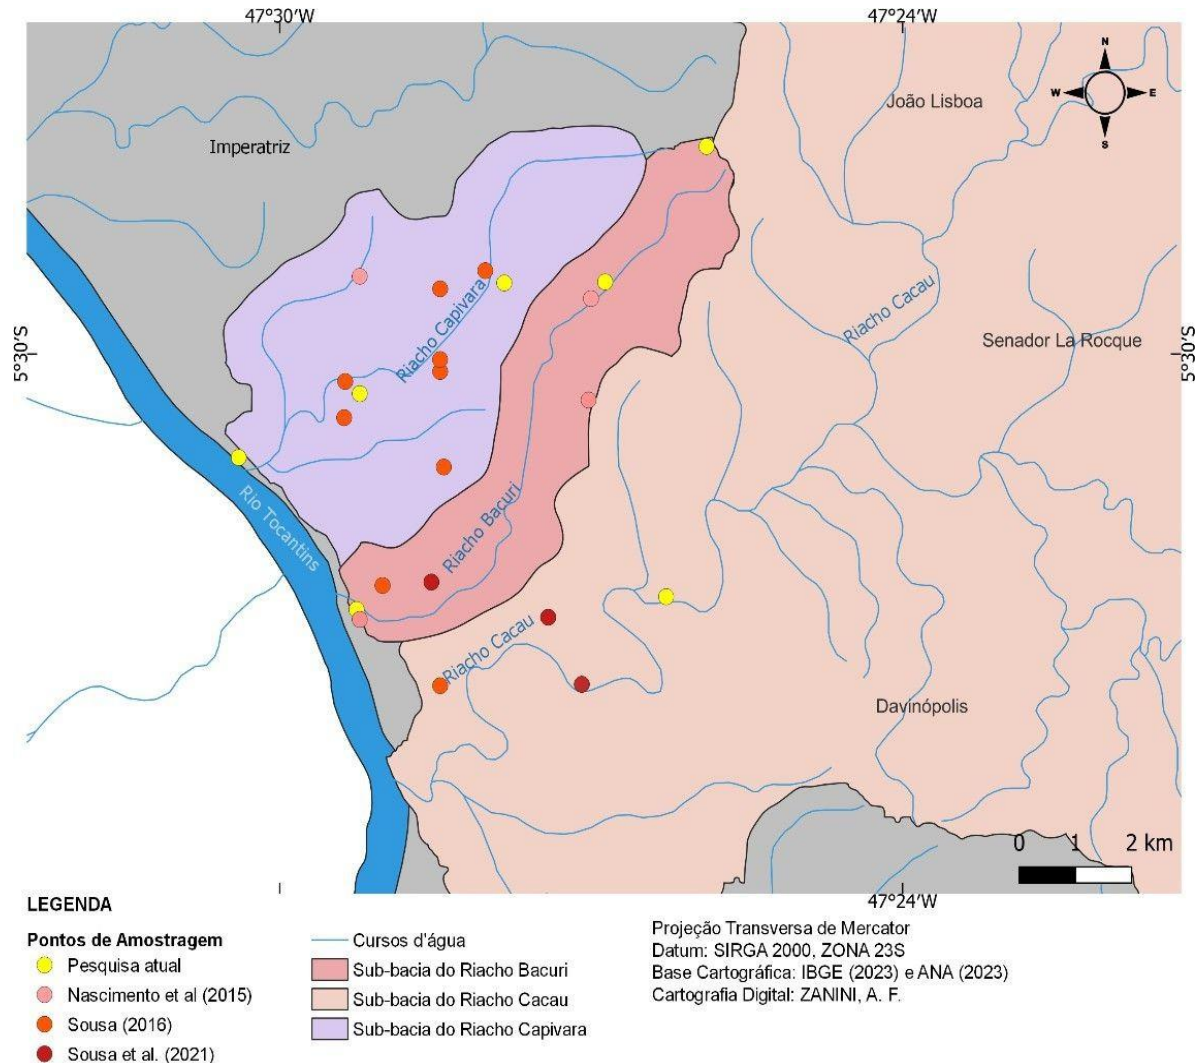 47°30'W
47°24'W
N
João Lisboa
W
E
S
Imperatriz
Riacho Capivara
Riacho Cacau
5°30'S
5°30'S
Senador La Rocque
Riacho Bacuri
Rio Tocantins
Riacho Cacau
Davinópolis
0 1 2 km
47°24'W
LEGENDA
Pontos de Amostragem
Pesquisa atual
Nascimento et al (2015)
Sousa (2016)
Sousa et al. (2021)
Cursos d'água
Sub-bacia do Riacho Bacuri
Sub-bacia do Riacho Cacau
Sub-bacia do Riacho Capivara
Projeção Transversa de Mercator
Datum: SIRGA 2000, ZONA 23S
Base Cartográfica: IBGE (2023) e ANA (2023)
Cartografia Digital: ZANINI, A. F.